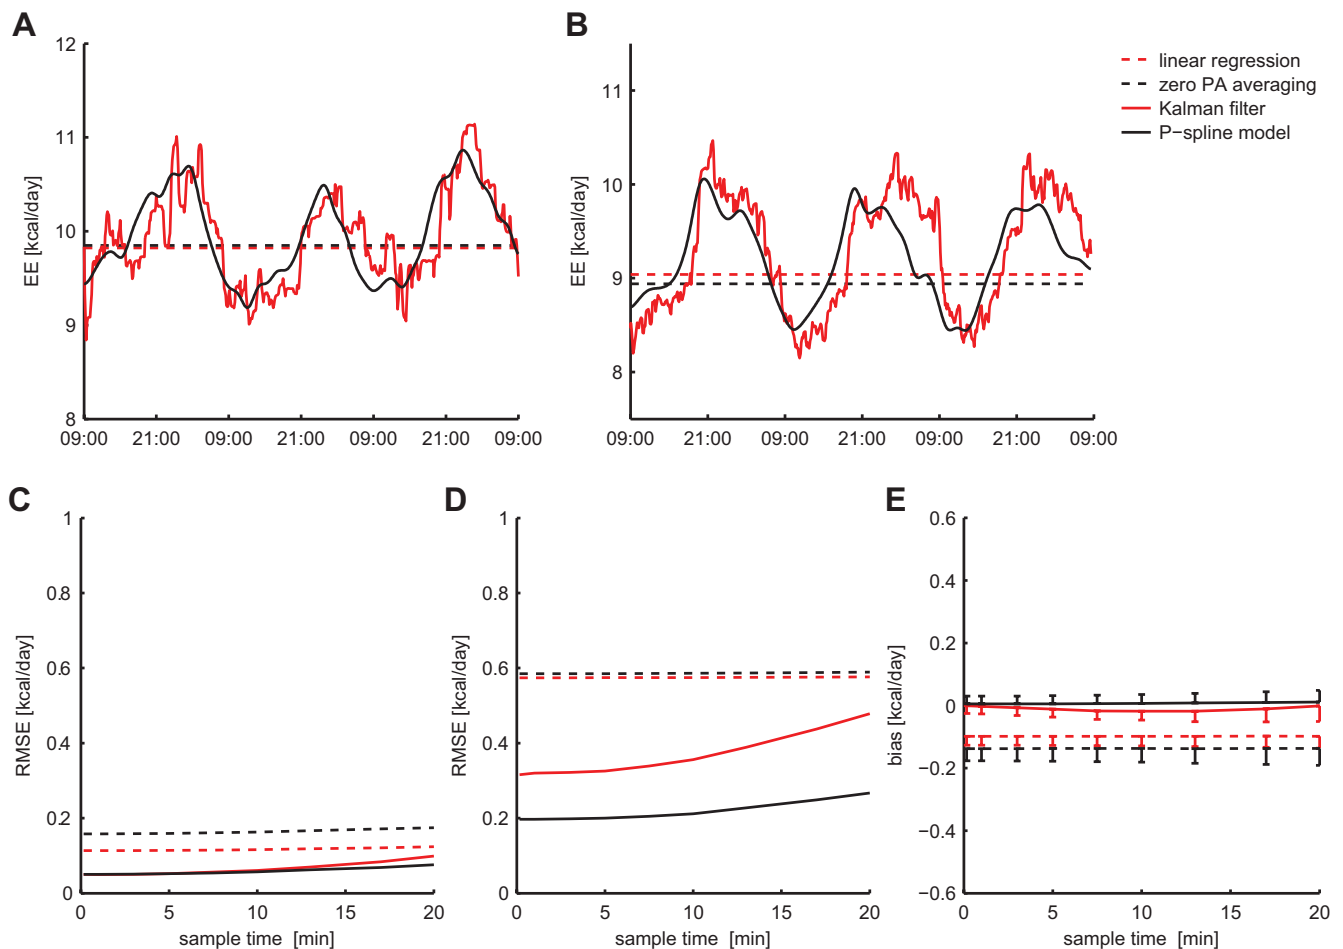 A
B
12
11
10
9
8
EE [kcal/day]
09:00 21:00 09:00 21:00 09:00 21:00 09:00
11
10
9
8
EE [kcal/day]
09:00 21:00 09:00 21:00 09:00 21:00 09:00
linear regression
zero PA averaging
Kalman filter
P−spline model
C
D
E
1
0.8
0.6
0.4
0.2
0
RMSE [kcal/day]
0 5 10 15 20
sample time [min]
1
0.8
0.6
0.4
0.2
0
RMSE [kcal/day]
0 5 10 15 20
sample time [min]
0.6
0.4
0.2
0
−0.2
−0.4
−0.6
bias [kcal/day]
0 5 10 15 20
sample time [min]